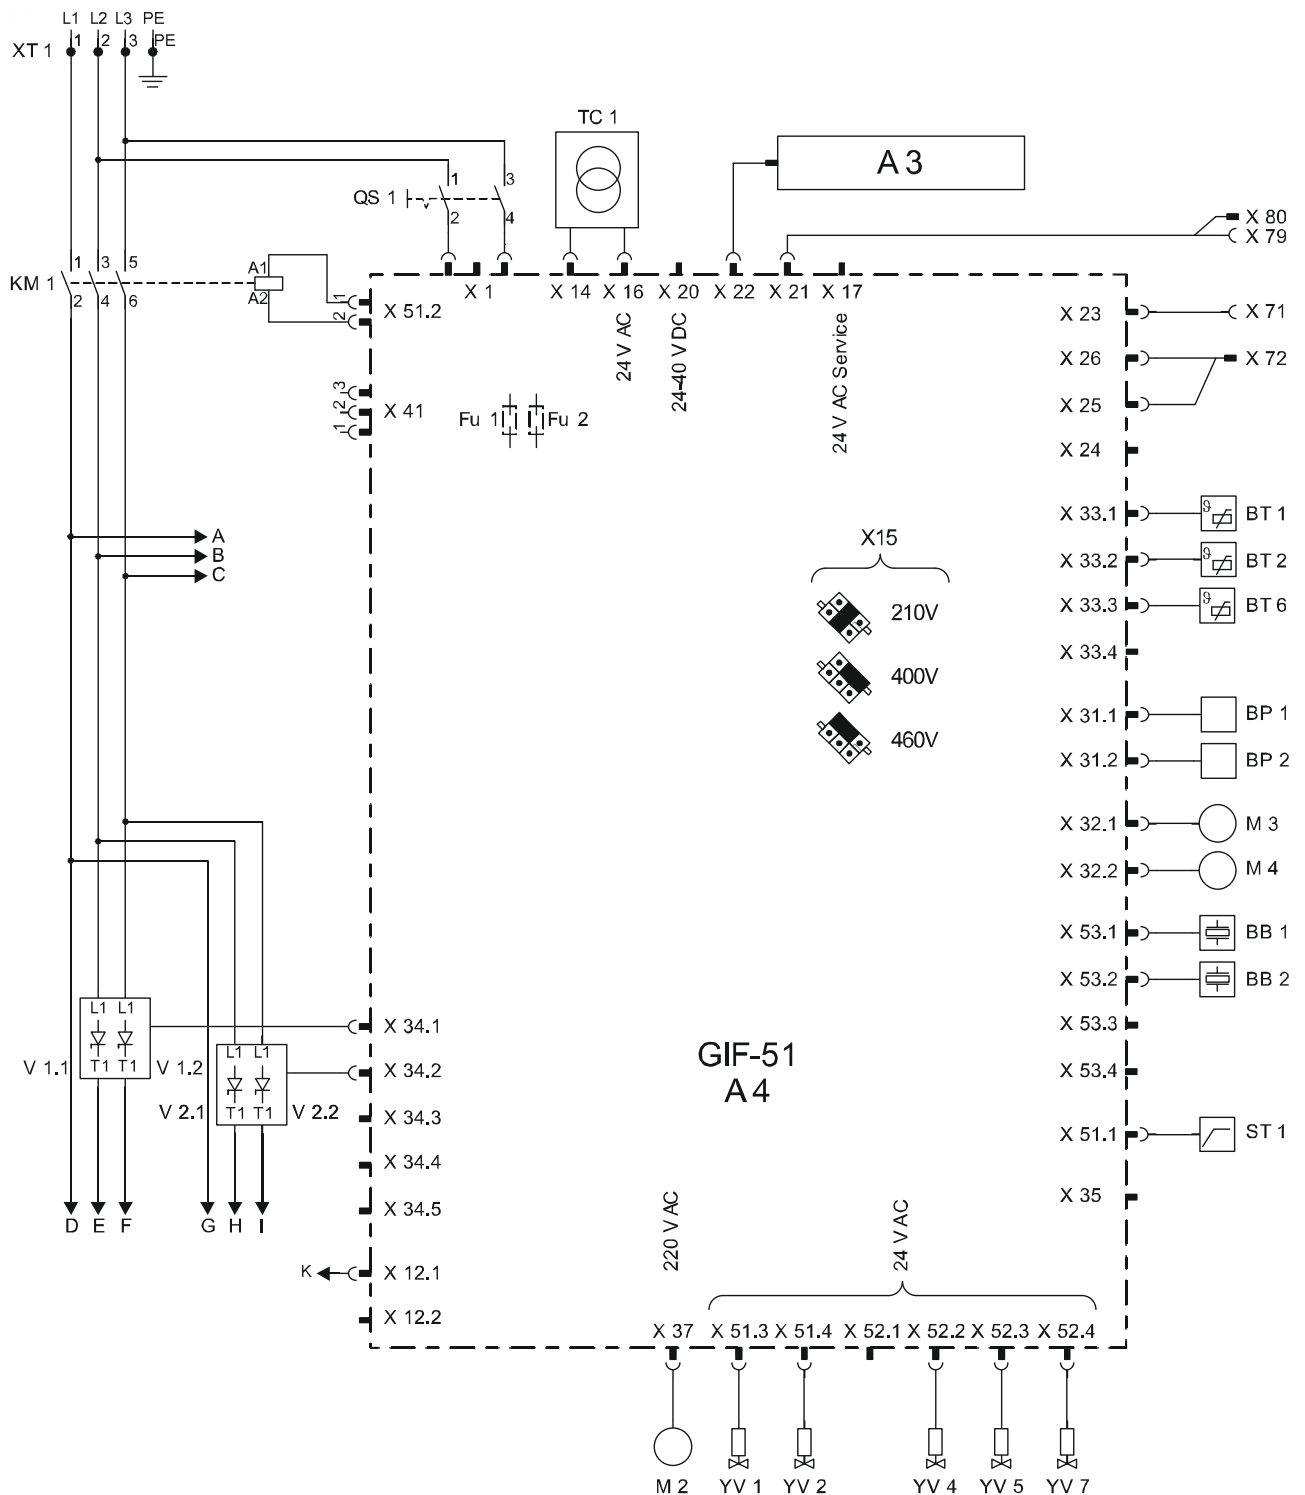 L1 L2 L3 PE
XT 1 1 2 3 PE
TC 1
A 3
QS 1 1 3
2 4
X 80
X 79
KM 1 1 3 5 A1
2 4 6 A2
X 1 X 14 X 16 X 20 X 22 X 21 X 17
24 V AC 24-40 V DC 24 V AC Service
1 X 51.2
2
3
2 X 41
1
Fu 1 Fu 2
X 23 X 71
X 26 X 72
X 25
X 24
X 33.1 BT 1
X 33.2 BT 2
X 33.3 BT 6
X 33.4
ϑ
ϑ
ϑ
A
B
C
X15
210V
400V
460V
X 31.1 BP 1
X 31.2 BP 2
X 32.1 M 3
X 32.2 M 4
X 53.1 BB 1
X 53.2 BB 2
X 53.3
X 53.4
X 51.1 ST 1
X 35
L1 L1
V 1.1 T1 T1 V 1.2
L1 L1
V 2.1 T1 T1 V 2.2
X 34.1
X 34.2
X 34.3
X 34.4
X 34.5
GIF-51
A 4
D E F G H I
K X 12.1
X 12.2
220 V AC 24 V AC
X 37 X 51.3 X 51.4 X 52.1 X 52.2 X 52.3 X 52.4
M 2 YV 1 YV 2 YV 4 YV 5 YV 7